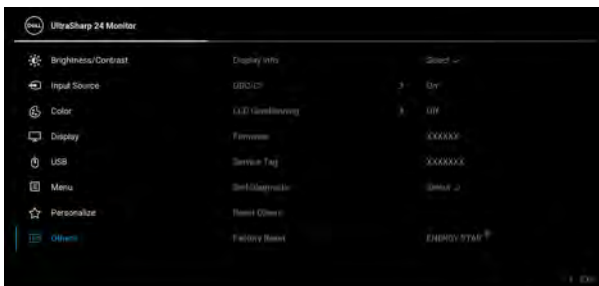 DELL UltraSharp 24 Monitor
Brightness/Contrast Display Info Select
Input Source DDC/CI On
Color LCD Conditioning Off
Display Firmware XXXXXX
USB Service Tag XXXXXXX
Menu Self-Diagnostic Select
Personalize Reset Others
Others Factory Reset ENERGY STAR®
Exit